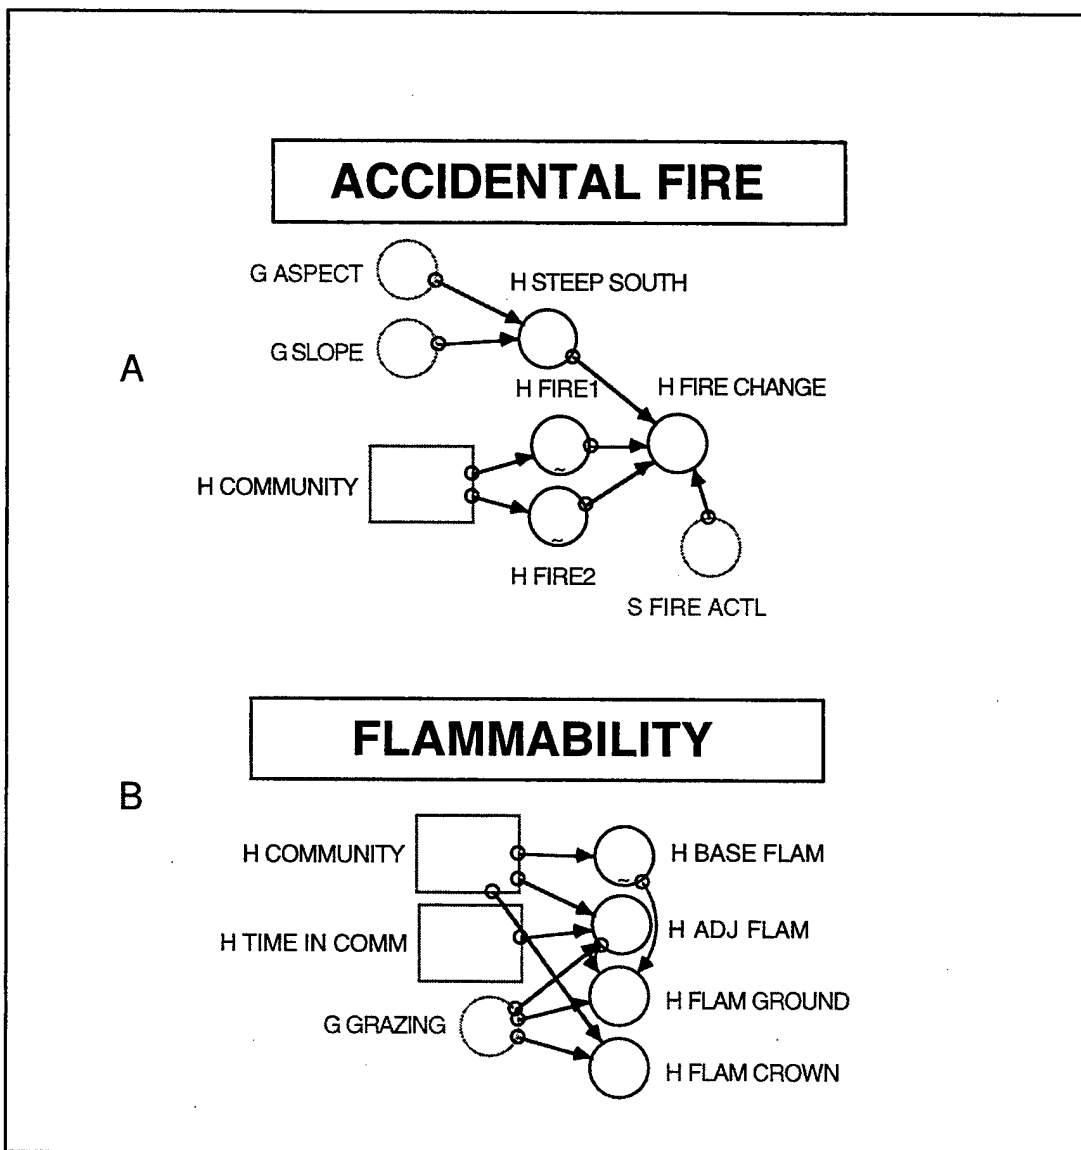 ACCIDENTAL FIRE
G ASPECT
H STEEP SOUTH
G SLOPE
A
H FIRE1
H FIRE CHANGE
H COMMUNITY
~
~
H FIRE2
S FIRE ACTL
FLAMMABILITY
B
H COMMUNITY
H BASE FLAM
~
H ADJ FLAM
H TIME IN COMM
H FLAM GROUND
G GRAZING
H FLAM CROWN